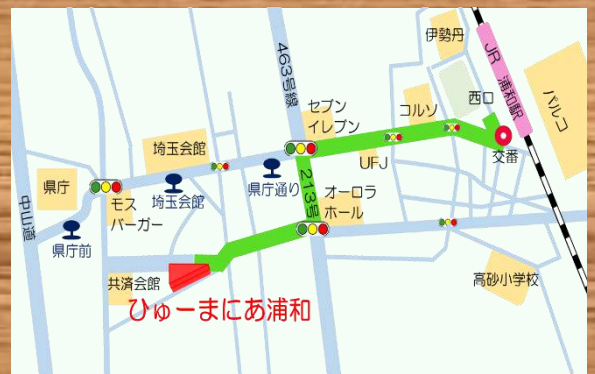 伊勢丹
JR 浦和駅
パルコ
463号線
セブン
イレブン
コルソ
西口
交番
UFJ
埼玉会館
県庁通り
213号
オーロラ
ホール
県庁
モス
バーガー
埼玉会館
中山道
県庁前
共済会館
高砂小学校
ひゅーまにあ浦和